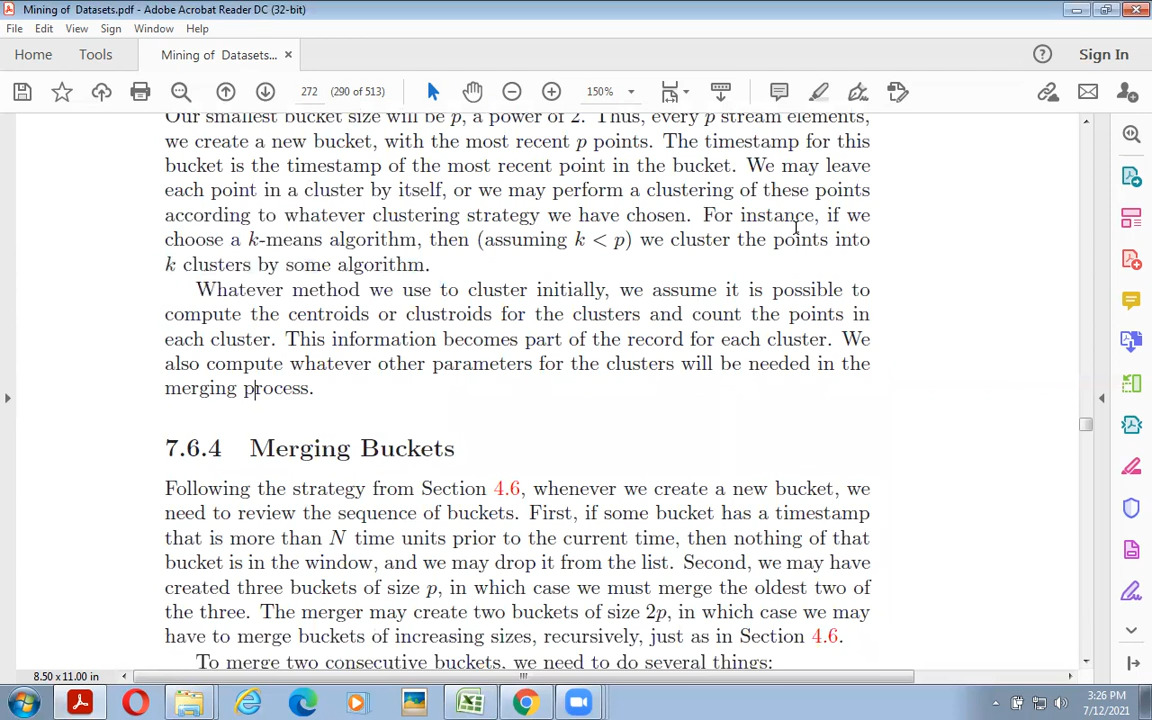 Mining of  Datasets.pdf - Adobe Acrobat Reader DC (32-bit)
File Edit View Sign Window Help
Home Tools Mining of Datasets... × Sign In
272 (290 of 513) 150%
Our smallest bucket size will be p, a power of 2. Thus, every p stream elements,
we create a new bucket, with the most recent p points. The timestamp for this
bucket is the timestamp of the most recent point in the bucket. We may leave
each point in a cluster by itself, or we may perform a clustering of these points
according to whatever clustering strategy we have chosen. For instance, if we
choose a k-means algorithm, then (assuming k < p) we cluster the points into
k clusters by some algorithm.
Whatever method we use to cluster initially, we assume it is possible to
compute the centroids or clustroids for the clusters and count the points in
each cluster. This information becomes part of the record for each cluster. We
also compute whatever other parameters for the clusters will be needed in the
merging process.
7.6.4 Merging Buckets
Following the strategy from Section 4.6, whenever we create a new bucket, we
need to review the sequence of buckets. First, if some bucket has a timestamp
that is more than N time units prior to the current time, then nothing of that
bucket is in the window, and we may drop it from the list. Second, we may have
created three buckets of size p, in which case we must merge the oldest two of
the three. The merger may create two buckets of size 2p, in which case we may
have to merge buckets of increasing sizes, recursively, just as in Section 4.6.
To merge two consecutive buckets, we need to do several things:
8.50 x 11.00 in
3:26 PM
7/12/2021